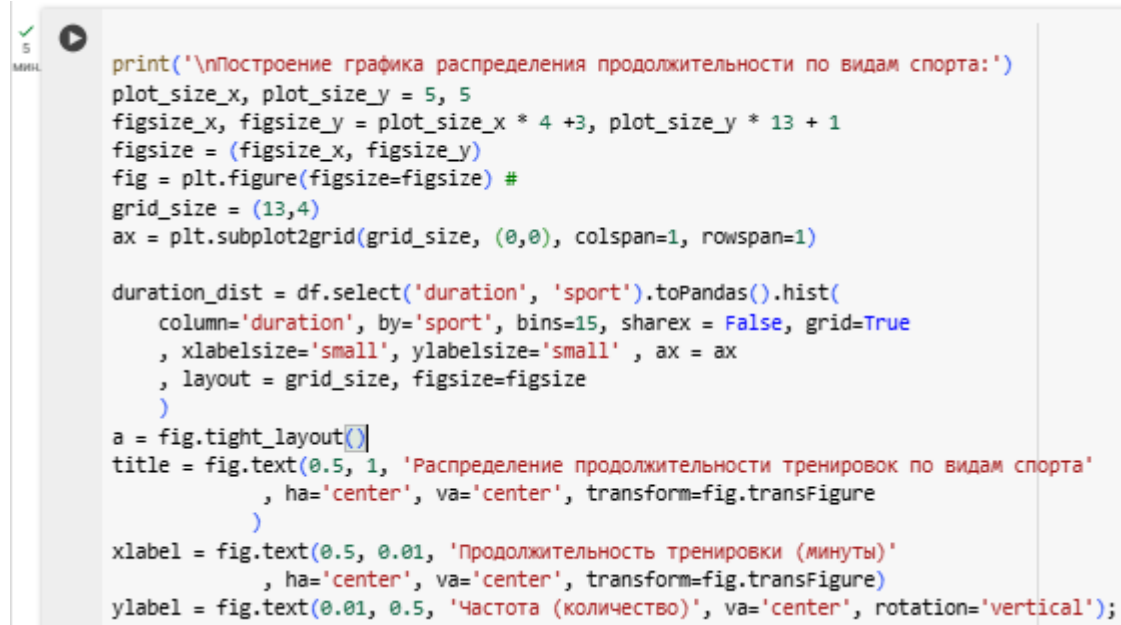 5
мин.
print('\nПостроение графика распределения продолжительности по видам спорта:')
plot_size_x, plot_size_y = 5, 5
figsize_x, figsize_y = plot_size_x * 4 +3, plot_size_y * 13 + 1
figsize = (figsize_x, figsize_y)
fig = plt.figure(figsize=figsize) #
grid_size = (13,4)
ax = plt.subplot2grid(grid_size, (0,0), colspan=1, rowspan=1)
duration_dist = df.select('duration', 'sport').toPandas().hist(
    column='duration', by='sport', bins=15, sharex = False, grid=True
    , xlabelsize='small', ylabelsize='small' , ax = ax
    , layout = grid_size, figsize=figsize
    )
a = fig.tight_layout()
title = fig.text(0.5, 1, 'Распределение продолжительности тренировок по видам спорта'
             , ha='center', va='center', transform=fig.transFigure
            )
xlabel = fig.text(0.5, 0.01, 'Продолжительность тренировки (минуты)'
             , ha='center', va='center', transform=fig.transFigure)
ylabel = fig.text(0.01, 0.5, 'Частота (количество)', va='center', rotation='vertical');